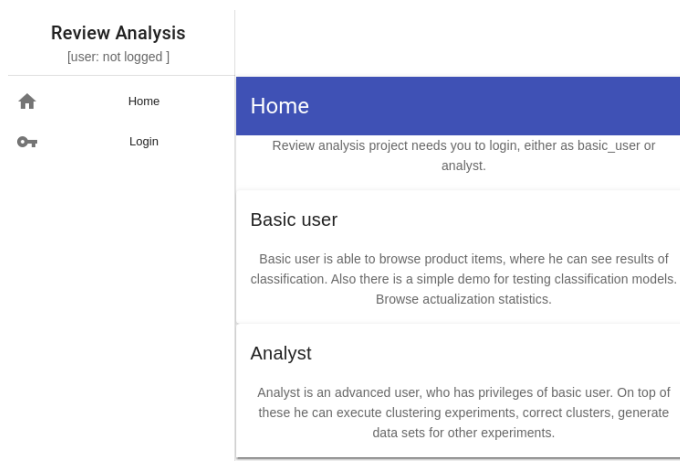 Review Analysis
[user: not logged ]
Home
Login
Home
Review analysis project needs you to login, either as basic_user or
analyst.
Basic user
Basic user is able to browse product items, where he can see results of
classification. Also there is a simple demo for testing classification models.
Browse actualization statistics.
Analyst
Analyst is an advanced user, who has privileges of basic user. On top of
these he can execute clustering experiments, correct clusters, generate
data sets for other experiments.